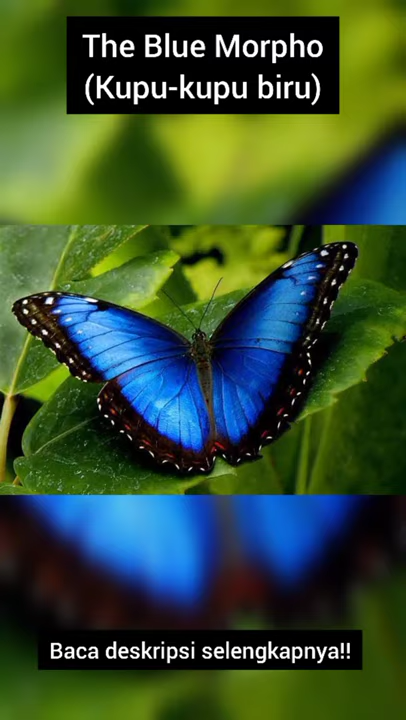 The Blue Morpho
(Kupu-kupu biru)
Baca deskripsi selengkapnya!!